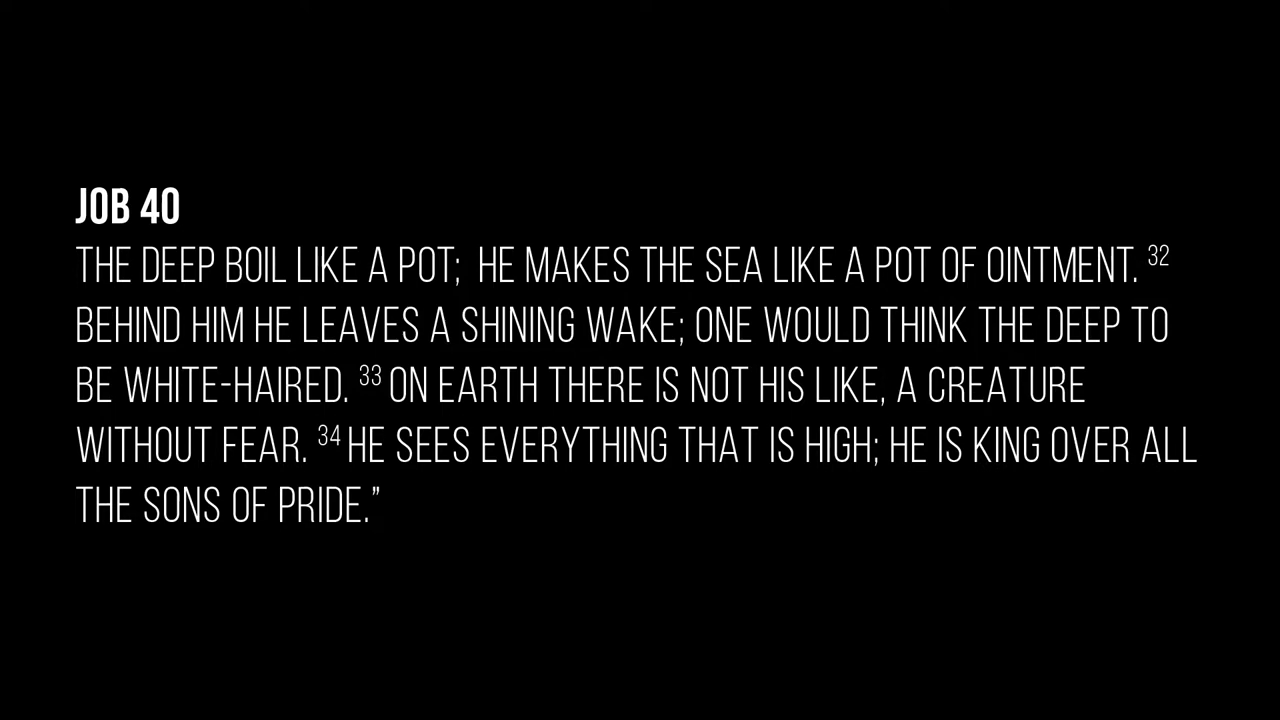 JOB 40
THE DEEP BOIL LIKE A POT; HE MAKES THE SEA LIKE A POT OF OINTMENT. 32
BEHIND HIM HE LEAVES A SHINING WAKE; ONE WOULD THINK THE DEEP TO
BE WHITE-HAIRED. 33 ON EARTH THERE IS NOT HIS LIKE, A CREATURE
WITHOUT FEAR. 34 HE SEES EVERYTHING THAT IS HIGH; HE IS KING OVER ALL
THE SONS OF PRIDE.”